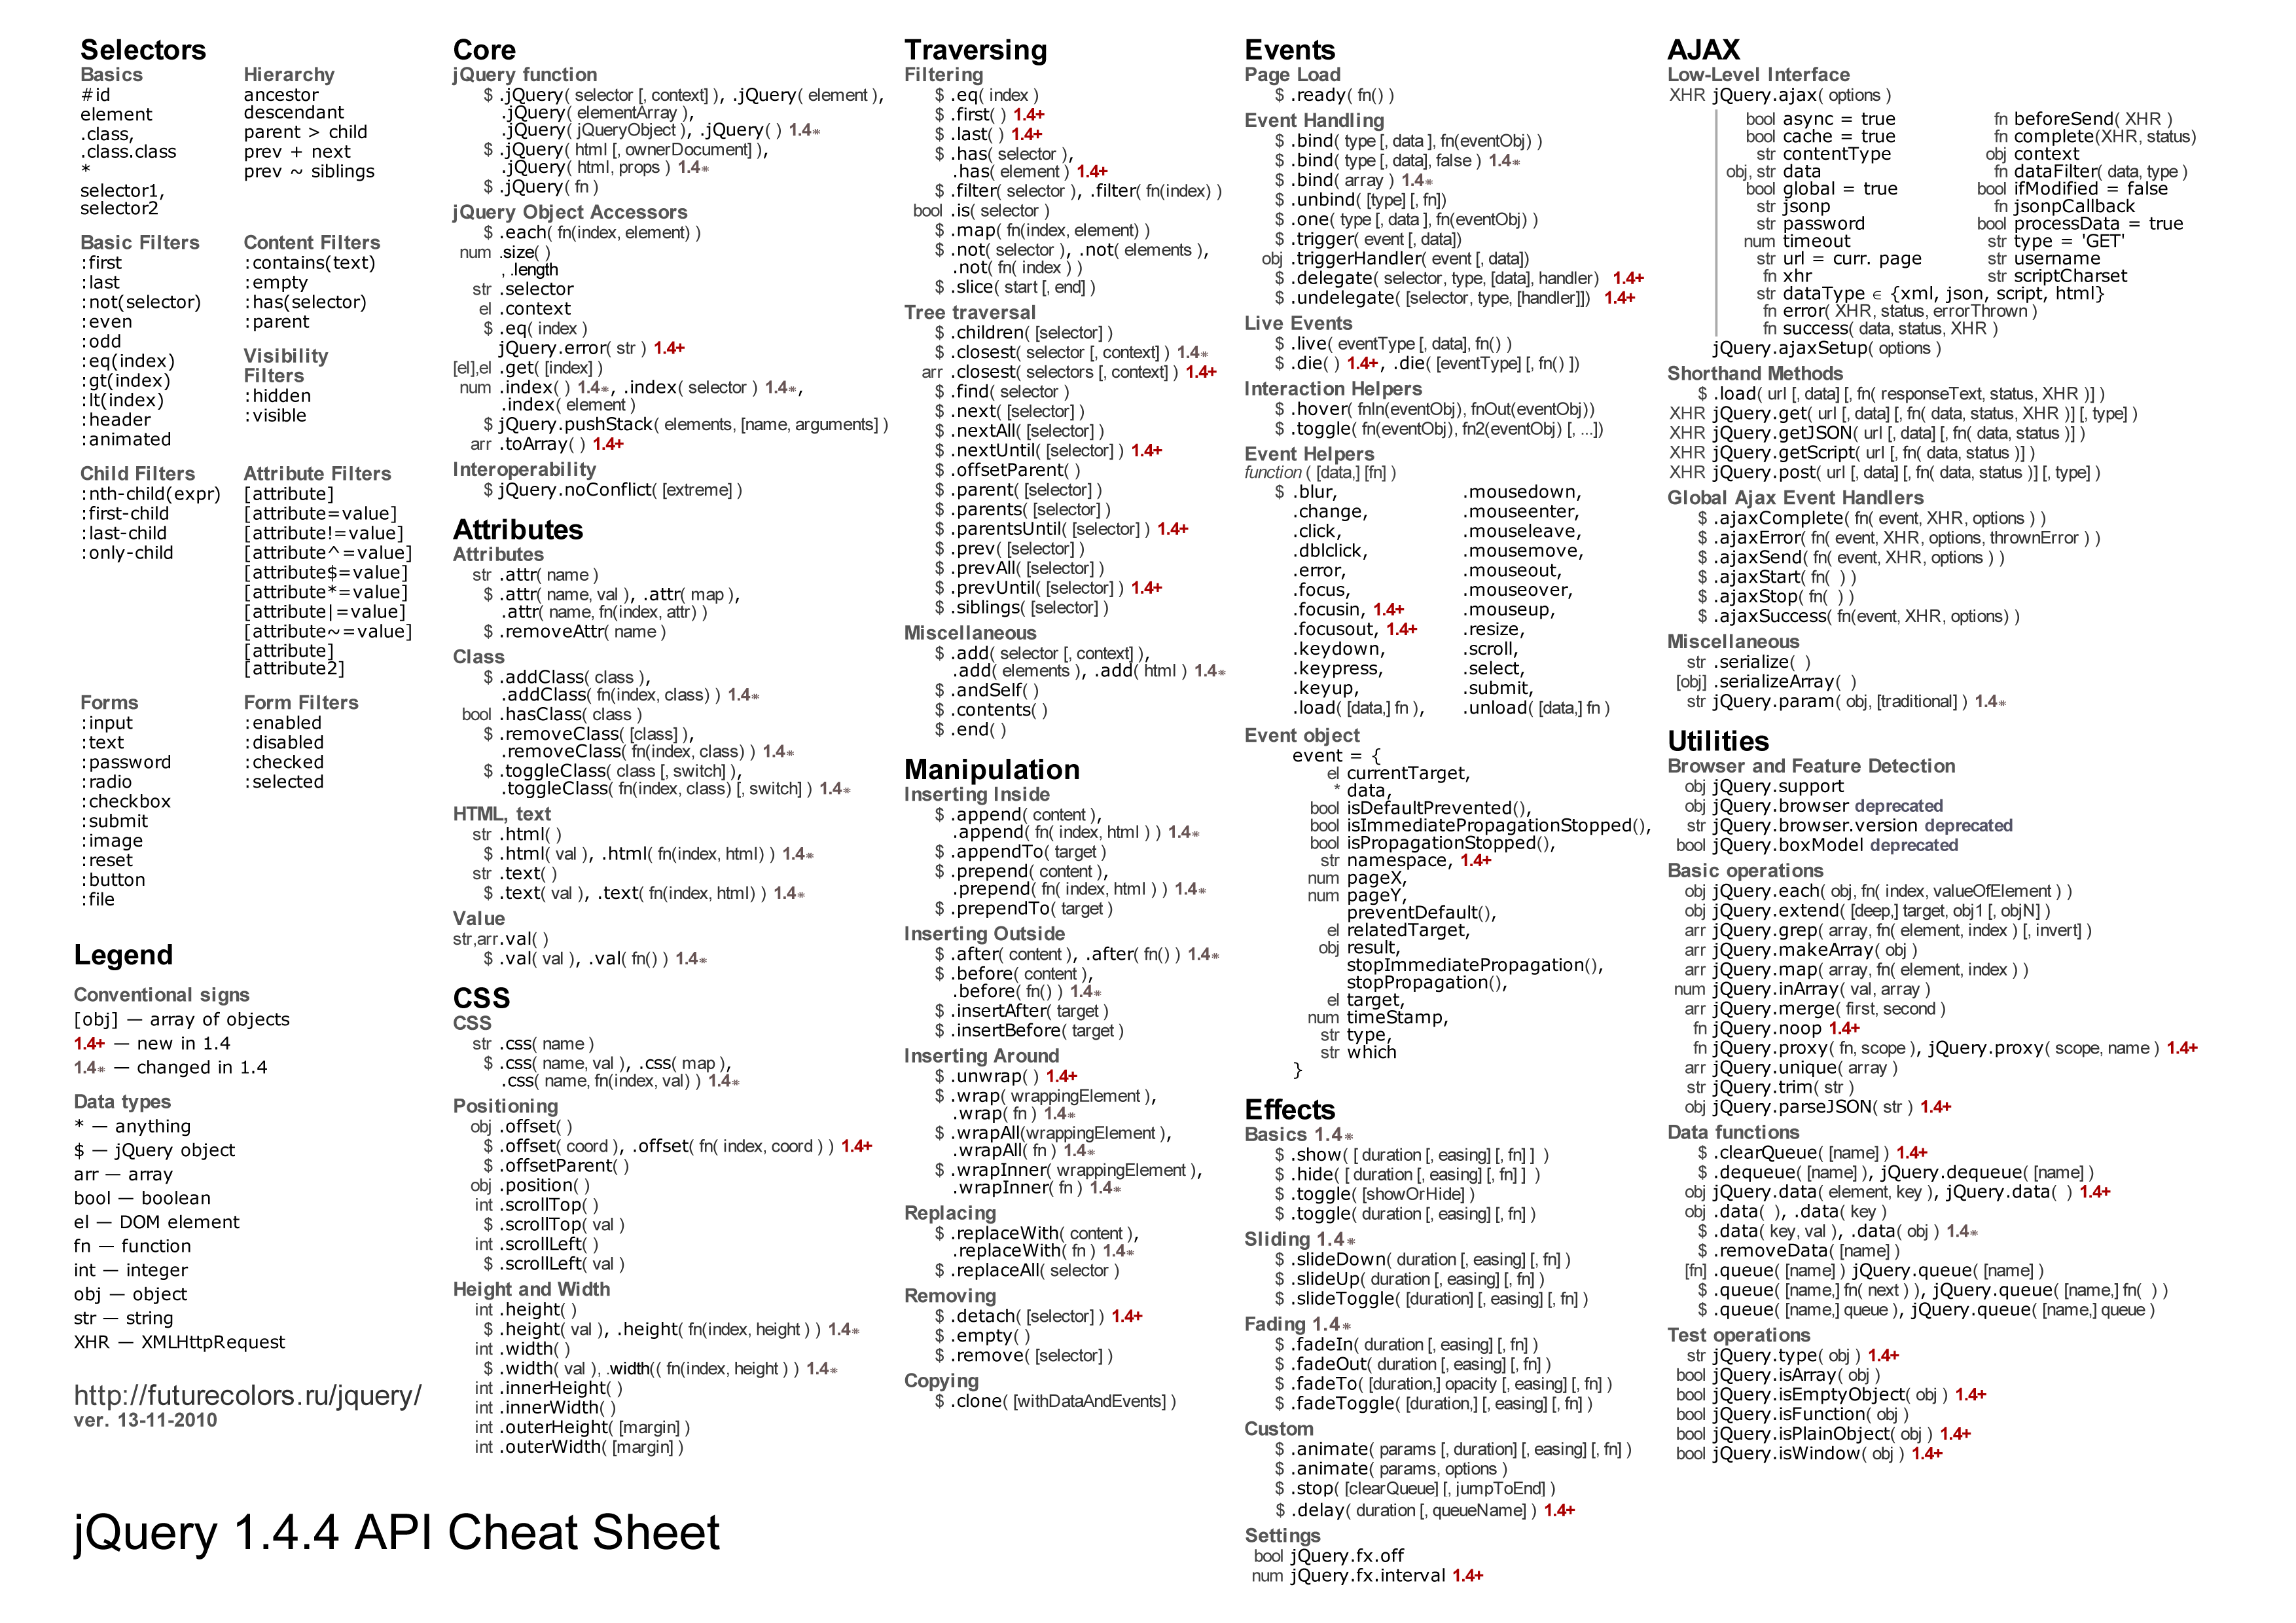 Selectors
Basics
#id
element
.class,
.class.class
*
selector1,
selector2
Hierarchy
ancestor
descendant
parent > child
prev + next
prev ~ siblings
Basic Filters
:first
:last
:not(selector)
:even
:odd
:eq(index)
:gt(index)
:lt(index)
:header
:animated
Content Filters
:contains(text)
:empty
:has(selector)
:parent
Visibility
Filters
:hidden
:visible
Child Filters
:nth-child(expr)
:first-child
:last-child
:only-child
Attribute Filters
[attribute]
[attribute=value]
[attribute!=value]
[attribute^=value]
[attribute$=value]
[attribute*=value]
[attribute|=value]
[attribute~=value]
[attribute]
[attribute2]
Forms
:input
:text
:password
:radio
:checkbox
:submit
:image
:reset
:button
:file
Form Filters
:enabled
:disabled
:checked
:selected
Legend
Conventional signs
[obj] — array of objects
1.4+ — new in 1.4
1.4* — changed in 1.4
Data types
* — anything
$ — jQuery object
arr — array
bool — boolean
el — DOM element
fn — function
int — integer
obj — object
str — string
XHR — XMLHttpRequest
http://futurecolors.ru/jquery/
ver. 13-11-2010
jQuery 1.4.4 API Cheat Sheet
Core
jQuery function
$ .jQuery( selector [, context] ), .jQuery( element ),
.jQuery( elementArray ),
.jQuery( jQueryObject ), .jQuery( ) 1.4*
$ .jQuery( html [, ownerDocument] ),
.jQuery( html, props ) 1.4*
$ .jQuery( fn )
jQuery Object Accessors
$ .each( fn(index, element) )
num .size( )
, .length
str .selector
el .context
$ .eq( index )
jQuery.error( str ) 1.4+
[el],el .get( [index] )
num .index( ) 1.4*, .index( selector ) 1.4*,
.index( element )
$ jQuery.pushStack( elements, [name, arguments] )
arr .toArray( ) 1.4+
Interoperability
$ jQuery.noConflict( [extreme] )
Attributes
Attributes
str .attr( name )
$ .attr( name, val ), .attr( map ),
.attr( name, fn(index, attr) )
$ .removeAttr( name )
Class
$ .addClass( class ),
.addClass( fn(index, class) ) 1.4*
bool .hasClass( class )
$ .removeClass( [class] ),
.removeClass( fn(index, class) ) 1.4*
$ .toggleClass( class [, switch] ),
.toggleClass( fn(index, class) [, switch] ) 1.4*
HTML, text
str .html( )
$ .html( val ), .html( fn(index, html) ) 1.4*
str .text( )
$ .text( val ), .text( fn(index, html) ) 1.4*
Value
str,arr.val( )
$ .val( val ), .val( fn() ) 1.4*
CSS
CSS
str .css( name )
$ .css( name, val ), .css( map ),
.css( name, fn(index, val) ) 1.4*
Positioning
obj .offset( )
$ .offset( coord ), .offset( fn( index, coord ) ) 1.4+
$ .offsetParent( )
obj .position( )
int .scrollTop( )
$ .scrollTop( val )
int .scrollLeft( )
$ .scrollLeft( val )
Height and Width
int .height( )
$ .height( val ), .height( fn(index, height ) ) 1.4*
int .width( )
$ .width( val ), .width(( fn(index, height ) ) 1.4*
int .innerHeight( )
int .innerWidth( )
int .outerHeight( [margin] )
int .outerWidth( [margin] )
Traversing
Filtering
$ .eq( index )
$ .first( ) 1.4+
$ .last( ) 1.4+
$ .has( selector ),
.has( element ) 1.4+
$ .filter( selector ), .filter( fn(index) )
bool .is( selector )
$ .map( fn(index, element) )
$ .not( selector ), .not( elements ),
.not( fn( index ) )
$ .slice( start [, end] )
Tree traversal
$ .children( [selector] )
$ .closest( selector [, context] ) 1.4*
arr .closest( selectors [, context] ) 1.4+
$ .find( selector )
$ .next( [selector] )
$ .nextAll( [selector] )
$ .nextUntil( [selector] ) 1.4+
$ .offsetParent( )
$ .parent( [selector] )
$ .parents( [selector] )
$ .parentsUntil( [selector] ) 1.4+
$ .prev( [selector] )
$ .prevAll( [selector] )
$ .prevUntil( [selector] ) 1.4+
$ .siblings( [selector] )
Miscellaneous
$ .add( selector [, context] ),
.add( elements ), .add( html ) 1.4*
$ .andSelf( )
$ .contents( )
$ .end( )
Manipulation
Inserting Inside
$ .append( content ),
.append( fn( index, html ) ) 1.4*
$ .appendTo( target )
$ .prepend( content ),
.prepend( fn( index, html ) ) 1.4*
$ .prependTo( target )
Inserting Outside
$ .after( content ), .after( fn() ) 1.4*
$ .before( content ),
.before( fn() ) 1.4*
$ .insertAfter( target )
$ .insertBefore( target )
Inserting Around
$ .unwrap( ) 1.4+
$ .wrap( wrappingElement ),
.wrap( fn ) 1.4*
$ .wrapAll(wrappingElement ),
.wrapAll( fn ) 1.4*
$ .wrapInner( wrappingElement ),
.wrapInner( fn ) 1.4*
Replacing
$ .replaceWith( content ),
.replaceWith( fn ) 1.4*
$ .replaceAll( selector )
Removing
$ .detach( [selector] ) 1.4+
$ .empty( )
$ .remove( [selector] )
Copying
$ .clone( [withDataAndEvents] )
Events
Page Load
$ .ready( fn() )
Event Handling
$ .bind( type [, data ], fn(eventObj) )
$ .bind( type [, data], false ) 1.4*
$ .bind( array ) 1.4*
$ .unbind( [type] [, fn])
$ .one( type [, data ], fn(eventObj) )
$ .trigger( event [, data])
obj .triggerHandler( event [, data])
$ .delegate( selector, type, [data], handler) 1.4+
$ .undelegate( [selector, type, [handler]]) 1.4+
Live Events
$ .live( eventType [, data], fn() )
$ .die( ) 1.4+, .die( [eventType] [, fn() ])
Interaction Helpers
$ .hover( fnIn(eventObj), fnOut(eventObj))
$ .toggle( fn(eventObj), fn2(eventObj) [, ...])
Event Helpers
function ( [data,] [fn] )
$ .blur,
.change,
.click,
.dblclick,
.error,
.focus,
.focusin, 1.4+
.focusout, 1.4+
.keydown,
.keypress,
.keyup,
.load( [data,] fn ),
.mousedown,
.mouseenter,
.mouseleave,
.mousemove,
.mouseout,
.mouseover,
.mouseup,
.resize,
.scroll,
.select,
.submit,
.unload( [data,] fn )
Event object
event = {
el currentTarget,
* data,
bool isDefaultPrevented(),
bool isImmediatePropagationStopped(),
bool isPropagationStopped(),
str namespace, 1.4+
num pageX,
num pageY,
preventDefault(),
el relatedTarget,
obj result,
stopImmediatePropagation(),
stopPropagation(),
el target,
num timeStamp,
str type,
str which
}
Effects
Basics 1.4*
$ .show( [ duration [, easing] [, fn] ] )
$ .hide( [ duration [, easing] [, fn] ] )
$ .toggle( [showOrHide] )
$ .toggle( duration [, easing] [, fn] )
Sliding 1.4*
$ .slideDown( duration [, easing] [, fn] )
$ .slideUp( duration [, easing] [, fn] )
$ .slideToggle( [duration] [, easing] [, fn] )
Fading 1.4*
$ .fadeIn( duration [, easing] [, fn] )
$ .fadeOut( duration [, easing] [, fn] )
$ .fadeTo( [duration,] opacity [, easing] [, fn] )
$ .fadeToggle( [duration,] [, easing] [, fn] )
Custom
$ .animate( params [, duration] [, easing] [, fn] )
$ .animate( params, options )
$ .stop( [clearQueue] [, jumpToEnd] )
$ .delay( duration [, queueName] ) 1.4+
Settings
bool jQuery.fx.off
num jQuery.fx.interval 1.4+
AJAX
Low-Level Interface
XHR jQuery.ajax( options )
bool async = true
bool cache = true
str contentType
obj, str data
bool global = true
str jsonp
str password
num timeout
str url = curr. page
fn xhr
fn beforeSend( XHR )
fn complete(XHR, status)
obj context
fn dataFilter( data, type )
bool ifModified = false
fn jsonpCallback
bool processData = true
str type = 'GET'
str username
str scriptCharset
str dataType ∈ {xml, json, script, html}
fn error( XHR, status, errorThrown )
fn success( data, status, XHR )
jQuery.ajaxSetup( options )
Shorthand Methods
$ .load( url [, data] [, fn( responseText, status, XHR )] )
XHR jQuery.get( url [, data] [, fn( data, status, XHR )] [, type] )
XHR jQuery.getJSON( url [, data] [, fn( data, status )] )
XHR jQuery.getScript( url [, fn( data, status )] )
XHR jQuery.post( url [, data] [, fn( data, status )] [, type] )
Global Ajax Event Handlers
$ .ajaxComplete( fn( event, XHR, options ) )
$ .ajaxError( fn( event, XHR, options, thrownError ) )
$ .ajaxSend( fn( event, XHR, options ) )
$ .ajaxStart( fn( ) )
$ .ajaxStop( fn( ) )
$ .ajaxSuccess( fn(event, XHR, options) )
Miscellaneous
str .serialize( )
[obj] .serializeArray( )
str jQuery.param( obj, [traditional] ) 1.4*
Utilities
Browser and Feature Detection
obj jQuery.support
obj jQuery.browser deprecated
str jQuery.browser.version deprecated
bool jQuery.boxModel deprecated
Basic operations
obj jQuery.each( obj, fn( index, valueOfElement ) )
obj jQuery.extend( [deep,] target, obj1 [, objN] )
arr jQuery.grep( array, fn( element, index ) [, invert] )
arr jQuery.makeArray( obj )
arr jQuery.map( array, fn( element, index ) )
num jQuery.inArray( val, array )
arr jQuery.merge( first, second )
fn jQuery.noop 1.4+
fn jQuery.proxy( fn, scope ), jQuery.proxy( scope, name ) 1.4+
arr jQuery.unique( array )
str jQuery.trim( str )
obj jQuery.parseJSON( str ) 1.4+
Data functions
$ .clearQueue( [name] ) 1.4+
$ .dequeue( [name] ), jQuery.dequeue( [name] )
obj jQuery.data( element, key ), jQuery.data( ) 1.4+
obj .data( ), .data( key )
$ .data( key, val ), .data( obj ) 1.4*
$ .removeData( [name] )
[fn] .queue( [name] ) jQuery.queue( [name] )
$ .queue( [name,] fn( next ) ), jQuery.queue( [name,] fn( ) )
$ .queue( [name,] queue ), jQuery.queue( [name,] queue )
Test operations
str jQuery.type( obj ) 1.4+
bool jQuery.isArray( obj )
bool jQuery.isEmptyObject( obj ) 1.4+
bool jQuery.isFunction( obj )
bool jQuery.isPlainObject( obj ) 1.4+
bool jQuery.isWindow( obj ) 1.4+